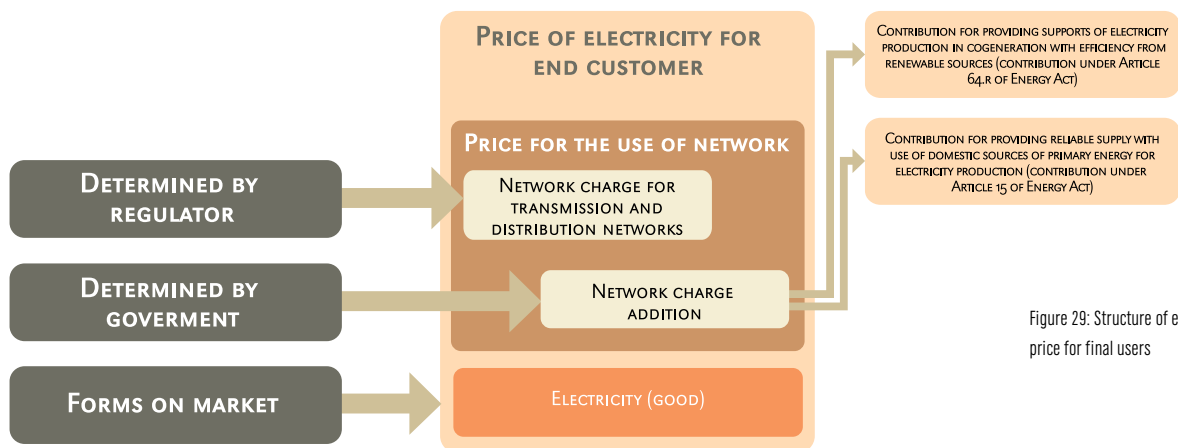 Price of electricity for
end customer
Price for the use of network
Network charge for
transmission and
distribution networks
Network charge
addition
Electricity (good)
Determined by
regulator
Determined by
goverment
Forms on market
Contribution for providing supports of electricity
production in cogeneration with efficiency from
renewable sources (contribution under Article
64.r of Energy Act)
Contribution for providing reliable supply with
use of domestic sources of primary energy for
electricity production (contribution under
Article 15 of Energy Act)
Figure 29: Structure of e
price for final users